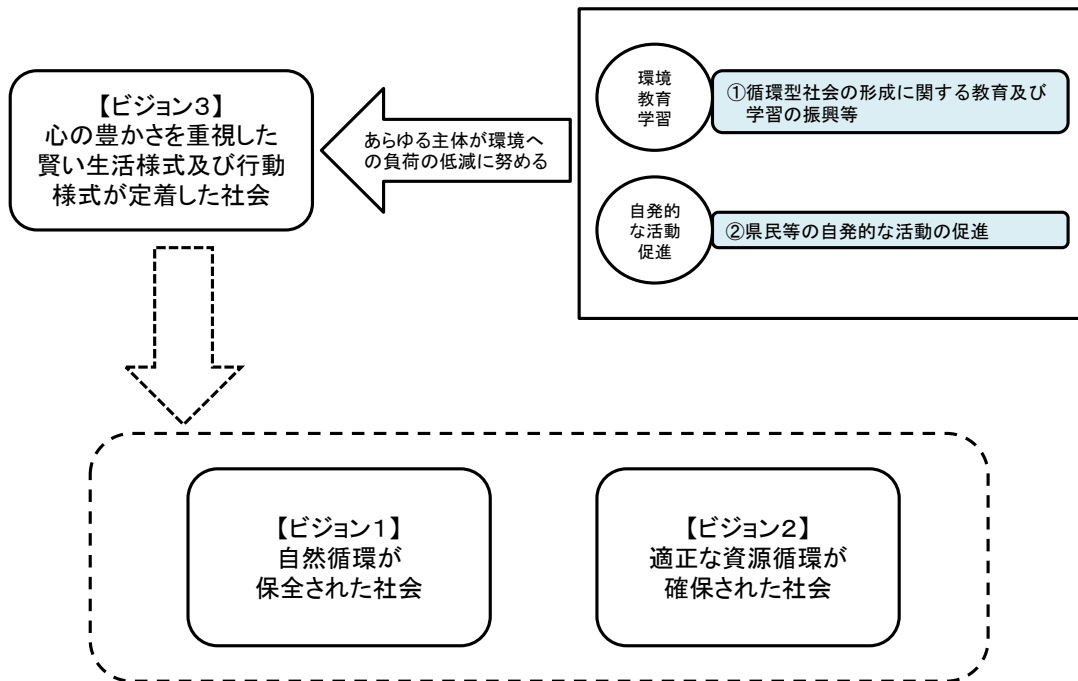 【ビジョン３】
心の豊かさを重視した
賢い生活様式及び行動
様式が定着した社会
あらゆる主体が環境へ
の負荷の低減に努める
環境
教育
学習
①循環型社会の形成に関する教育及び
学習の振興等
自発的
な活動
促進
②県民等の自発的な活動の促進
【ビジョン１】
自然循環が
保全された社会
【ビジョン２】
適正な資源循環が
確保された社会